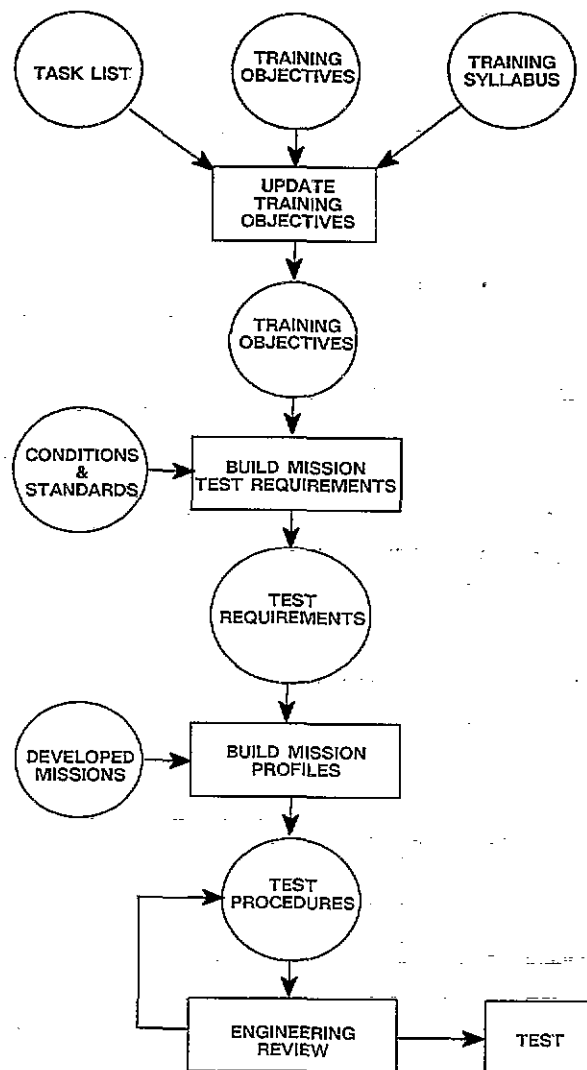 TASK LIST
TRAINING
OBJECTIVES
TRAINING
SYLLABUS
UPDATE
TRAINING
OBJECTIVES
TRAINING
OBJECTIVES
CONDITIONS
&
STANDARDS
BUILD MISSION
TEST REQUIREMENTS
TEST
REQUIREMENTS
DEVELOPED
MISSIONS
BUILD MISSION
PROFILES
TEST
PROCEDURES
ENGINEERING
REVIEW
TEST